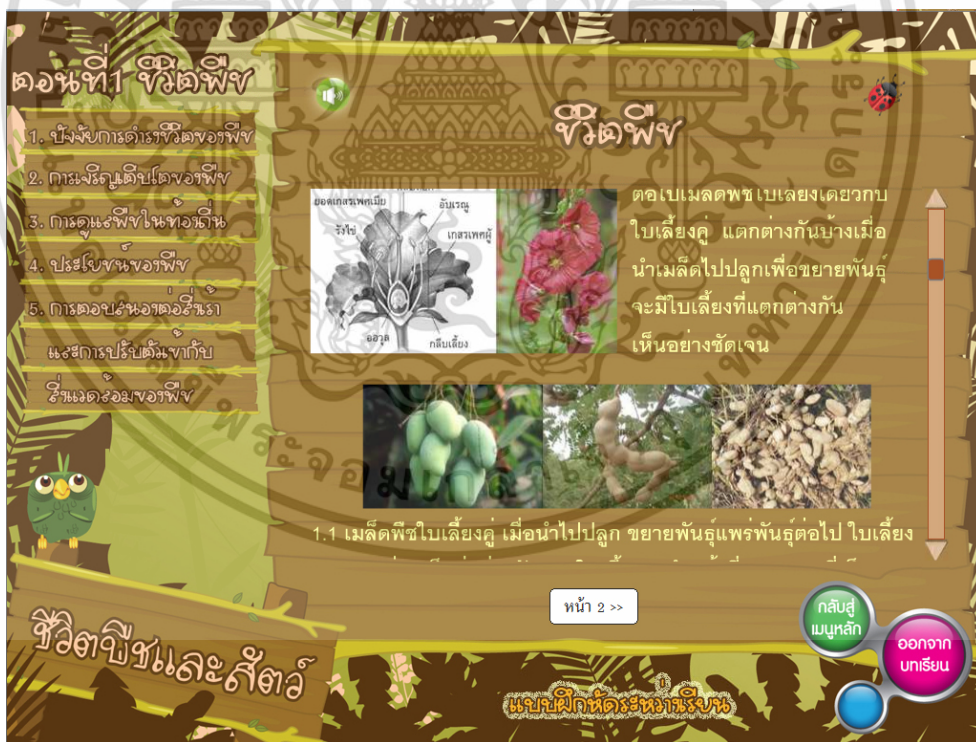 ตอนที่1 ชีวิตพืช
1. ปัจจัยการดำรงชีวิตของพืช
2. การเจริญเติบโตของพืช
3. การดูแลพืชในท้องถิ่น
4. ประโยชน์ของพืช
5. การตอบสนองต่อสิ่งเร้า
และการปรับตัวเข้ากับ
สิ่งแวดล้อมของพืช
ชีวิตพืช
ยอดเกสรเพศเมีย
อับเรณู
รังไข่
เกสรเพศผู้
ออวุล
กลีบเลี้ยง
ต่อไปเมล็ดพืชใบเลี้ยงเดี่ยวกับ
ใบเลี้ยงคู่ แตกต่างกันบ้างเมื่อ
นำเมล็ดไปปลูกเพื่อขยายพันธุ์
จะมีใบเลี้ยงที่แตกต่างกัน
เห็นอย่างชัดเจน
1.1 เมล็ดพืชใบเลี้ยงคู่ เมื่อนำไปปลูก ขยายพันธุ์แพร่พันธุ์ต่อไป ใบเลี้ยง
หน้า 2 >>
กลับสู่
เมนูหลัก
ออกจาก
บทเรียน
ชีวิตพืชและสัตว์
แบบฝึกหัดระหว่างเรียน